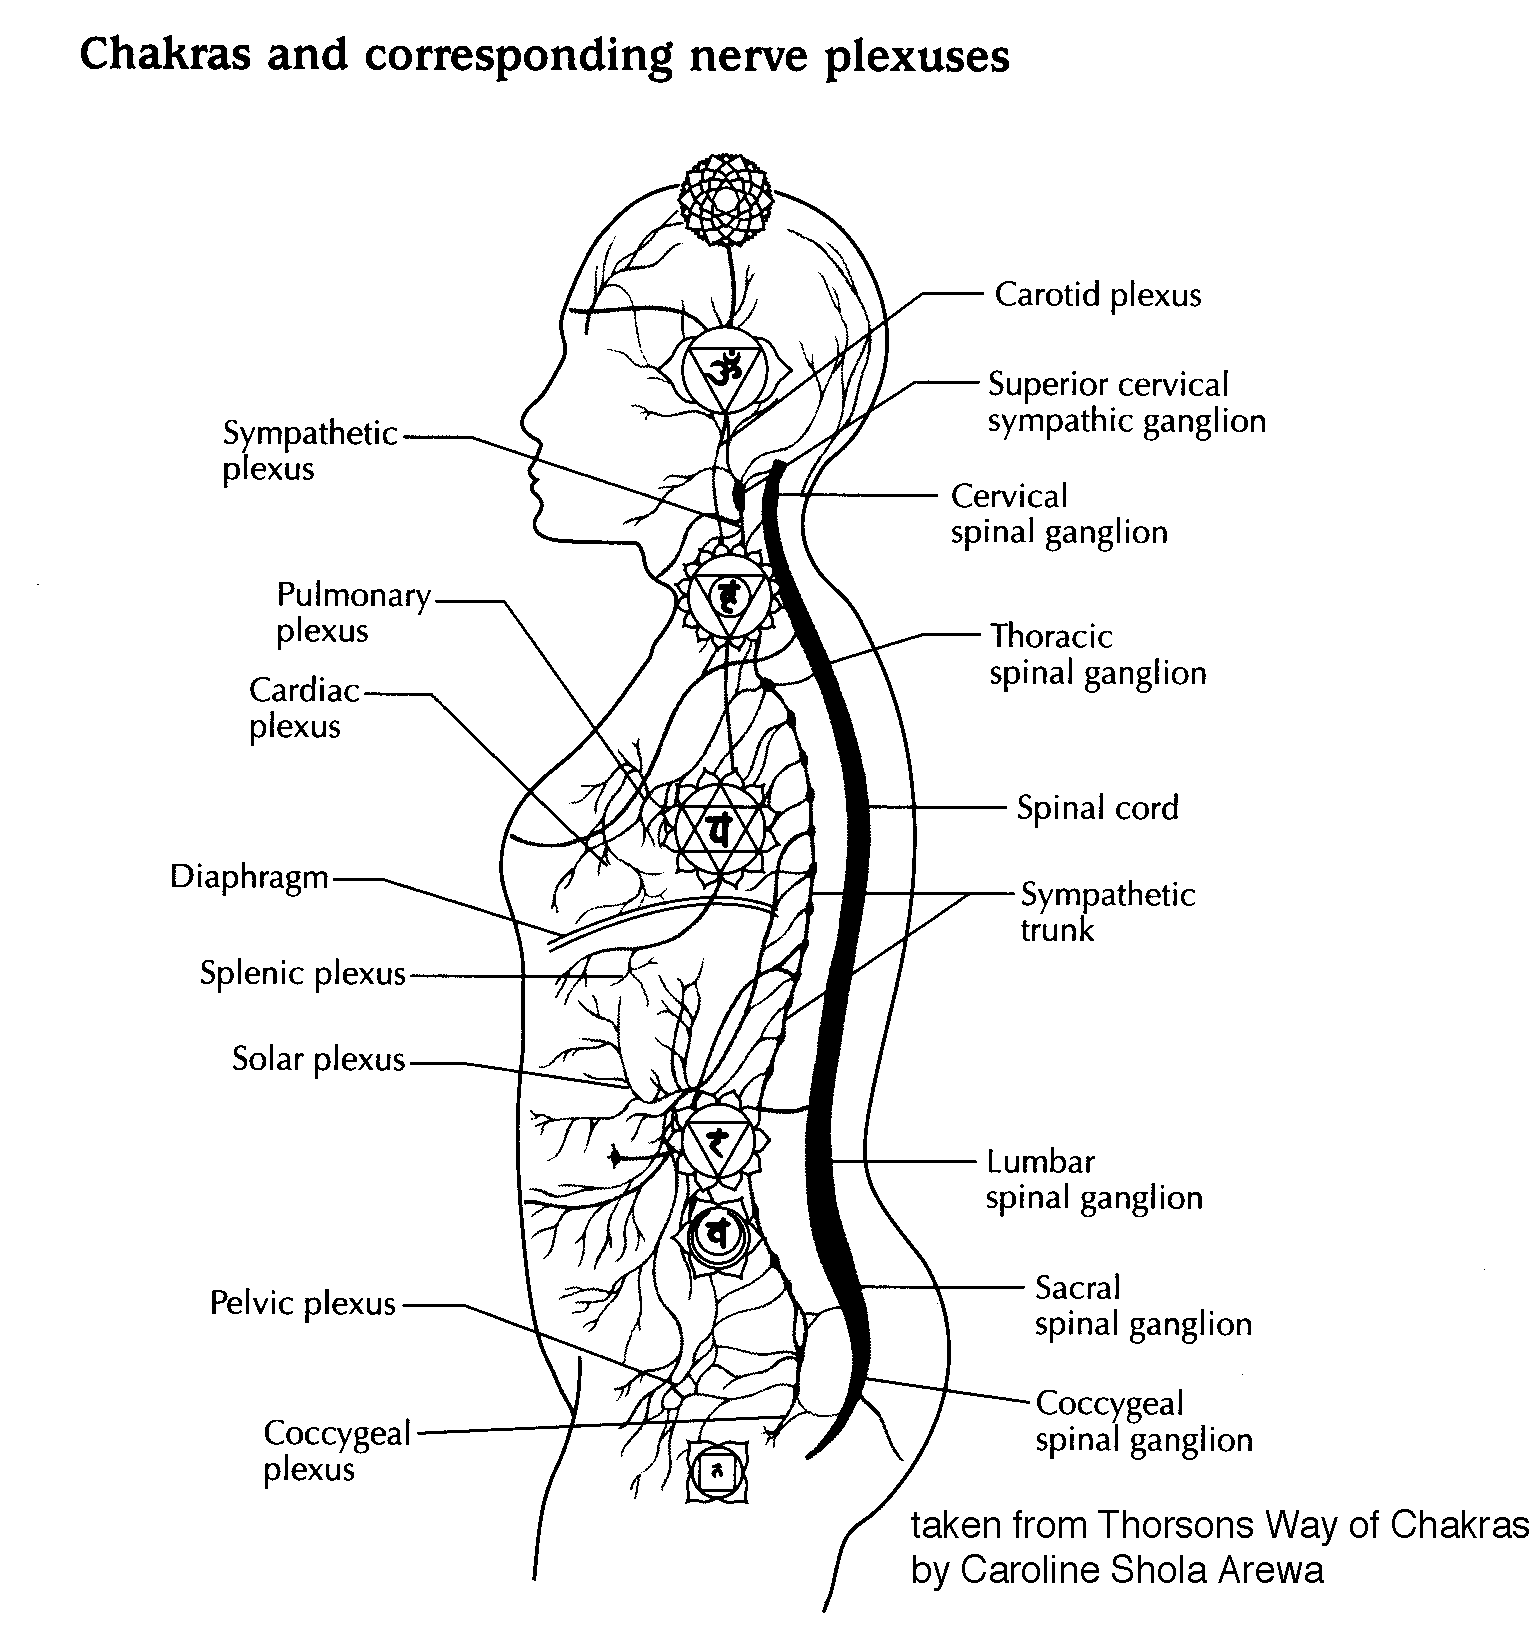 Chakras and corresponding nerve plexuses
Carotid plexus
Superior cervical
sympathic ganglion
Sympathetic
plexus
Cervical
spinal ganglion
Pulmonary
plexus
Thoracic
spinal ganglion
Cardiac
plexus
Spinal cord
Diaphragm
Sympathetic
trunk
Splenic plexus
Solar plexus
Lumbar
spinal ganglion
Sacral
spinal ganglion
Pelvic plexus
Coccygeal
spinal ganglion
Coccygeal
plexus
ॐ
हं
यं
रं
वं
taken from Thorsons Way of Chakras
by Caroline Shola Arewa